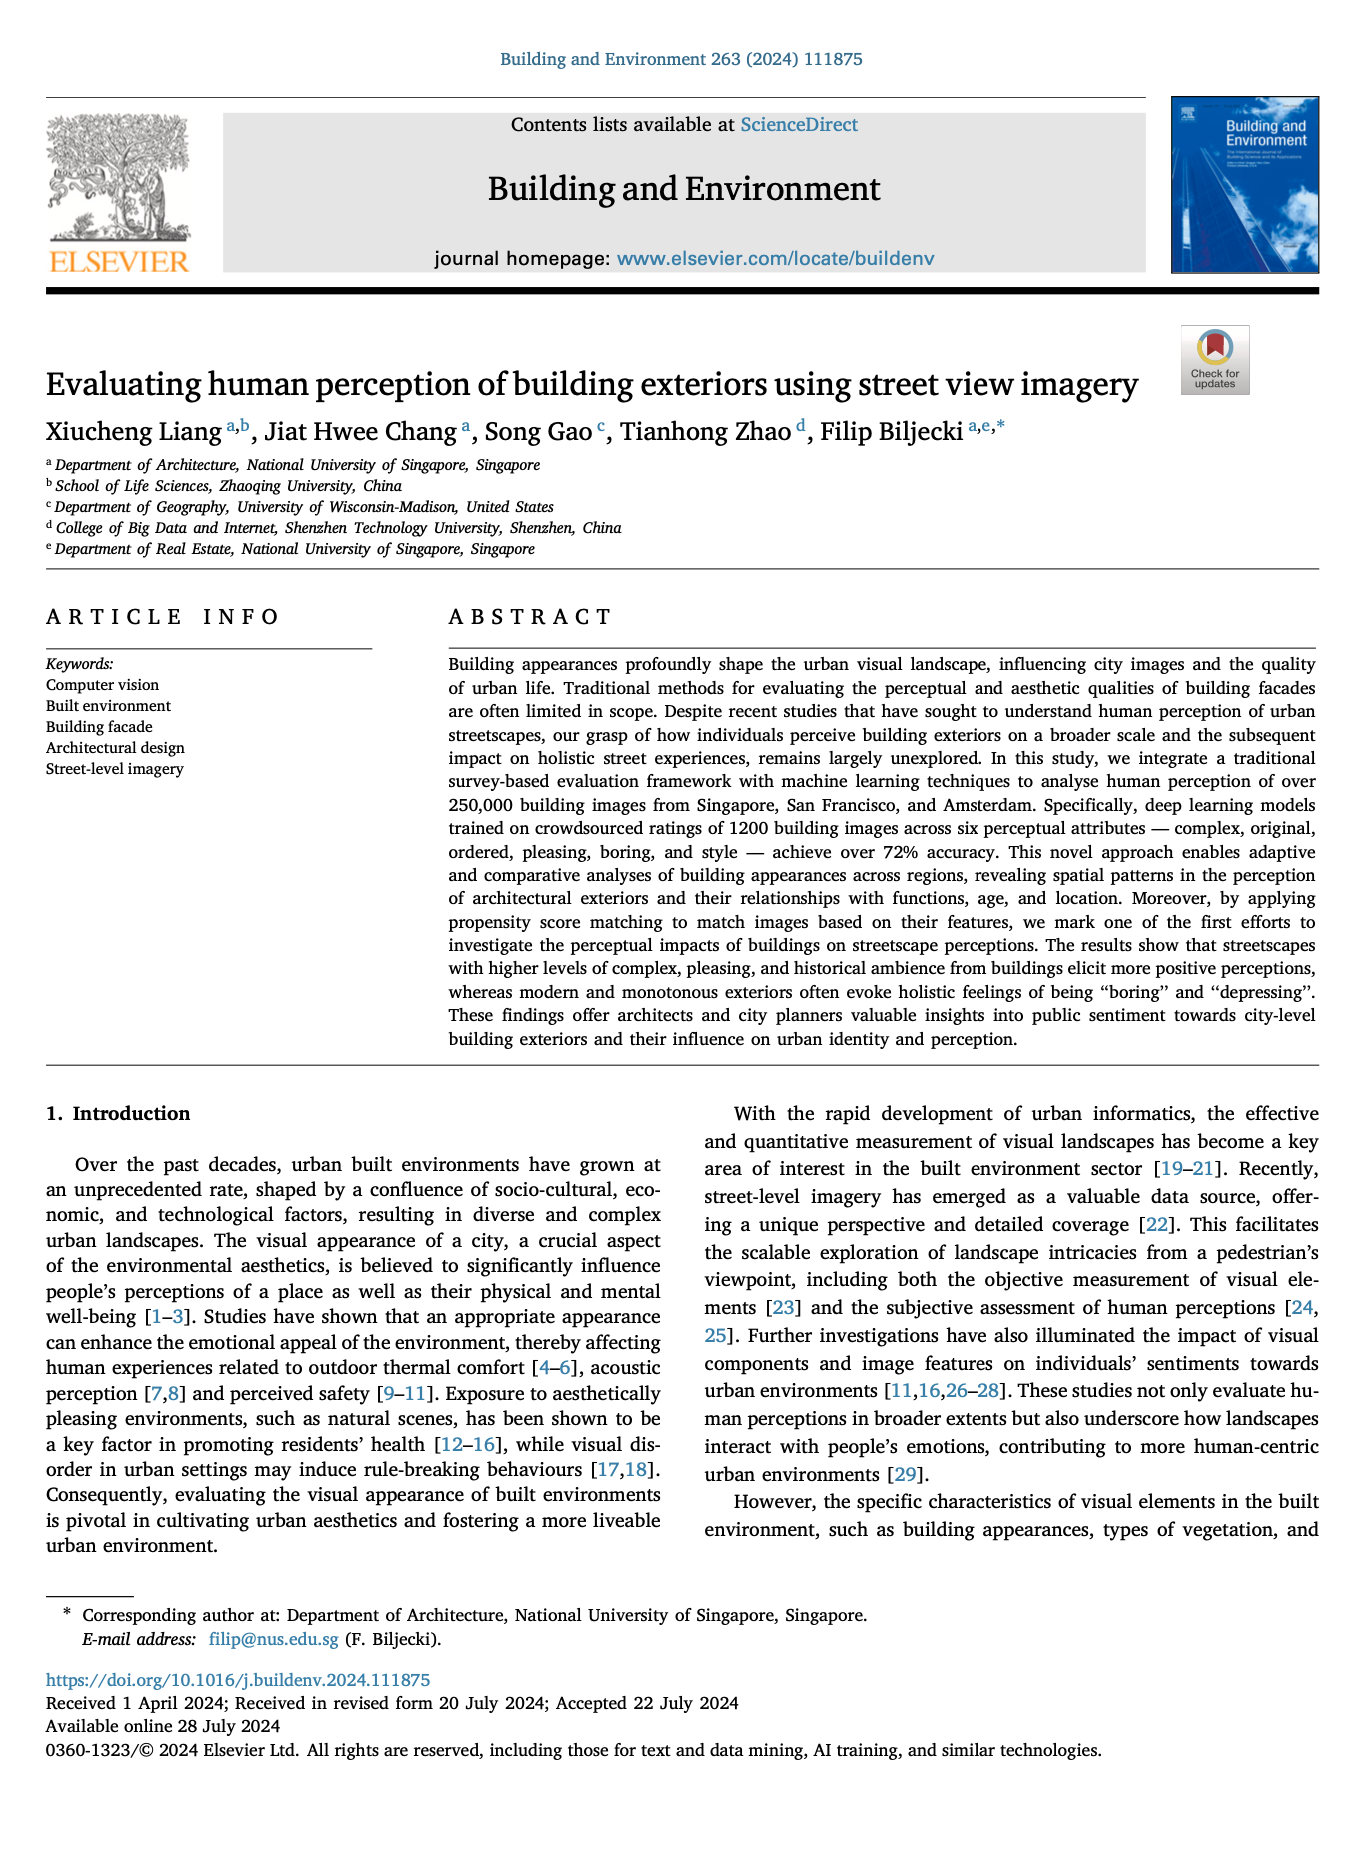 Building and Environment 263 (2024) 111875
Contents lists available at ScienceDirect
Building and Environment
journal homepage: www.elsevier.com/locate/buildenv
ELSEVIER
Building and
Environment
Check for
updates
Evaluating human perception of building exteriors using street view imagery
Xiucheng Liang a,b, Jiat Hwee Chang a, Song Gao c, Tianhong Zhao d, Filip Biljecki a,e,*
a Department of Architecture, National University of Singapore, Singapore
b School of Life Sciences, Zhaoqing University, China
c Department of Geography, University of Wisconsin-Madison, United States
d College of Big Data and Internet, Shenzhen Technology University, Shenzhen, China
e Department of Real Estate, National University of Singapore, Singapore
ARTICLE INFO
Keywords:
Computer vision
Built environment
Building facade
Architectural design
Street-level imagery
ABSTRACT
Building appearances profoundly shape the urban visual landscape, influencing city images and the quality
of urban life. Traditional methods for evaluating the perceptual and aesthetic qualities of building facades
are often limited in scope. Despite recent studies that have sought to understand human perception of urban
streetscapes, our grasp of how individuals perceive building exteriors on a broader scale and the subsequent
impact on holistic street experiences, remains largely unexplored. In this study, we integrate a traditional
survey-based evaluation framework with machine learning techniques to analyse human perception of over
250,000 building images from Singapore, San Francisco, and Amsterdam. Specifically, deep learning models
trained on crowdsourced ratings of 1200 building images across six perceptual attributes — complex, original,
ordered, pleasing, boring, and style — achieve over 72% accuracy. This novel approach enables adaptive
and comparative analyses of building appearances across regions, revealing spatial patterns in the perception
of architectural exteriors and their relationships with functions, age, and location. Moreover, by applying
propensity score matching to match images based on their features, we mark one of the first efforts to
investigate the perceptual impacts of buildings on streetscape perceptions. The results show that streetscapes
with higher levels of complex, pleasing, and historical ambience from buildings elicit more positive perceptions,
whereas modern and monotonous exteriors often evoke holistic feelings of being “boring” and “depressing”.
These findings offer architects and city planners valuable insights into public sentiment towards city-level
building exteriors and their influence on urban identity and perception.
1. Introduction
Over the past decades, urban built environments have grown at
an unprecedented rate, shaped by a confluence of socio-cultural, eco-
nomic, and technological factors, resulting in diverse and complex
urban landscapes. The visual appearance of a city, a crucial aspect
of the environmental aesthetics, is believed to significantly influence
people’s perceptions of a place as well as their physical and mental
well-being [1–3]. Studies have shown that an appropriate appearance
can enhance the emotional appeal of the environment, thereby affecting
human experiences related to outdoor thermal comfort [4–6], acoustic
perception [7,8] and perceived safety [9–11]. Exposure to aesthetically
pleasing environments, such as natural scenes, has been shown to be
a key factor in promoting residents’ health [12–16], while visual dis-
order in urban settings may induce rule-breaking behaviours [17,18].
Consequently, evaluating the visual appearance of built environments
is pivotal in cultivating urban aesthetics and fostering a more liveable
urban environment.
With the rapid development of urban informatics, the effective
and quantitative measurement of visual landscapes has become a key
area of interest in the built environment sector [19–21]. Recently,
street-level imagery has emerged as a valuable data source, offer-
ing a unique perspective and detailed coverage [22]. This facilitates
the scalable exploration of landscape intricacies from a pedestrian’s
viewpoint, including both the objective measurement of visual ele-
ments [23] and the subjective assessment of human perceptions [24,
25]. Further investigations have also illuminated the impact of visual
components and image features on individuals’ sentiments towards
urban environments [11,16,26–28]. These studies not only evaluate hu-
man perceptions in broader extents but also underscore how landscapes
interact with people’s emotions, contributing to more human-centric
urban environments [29].
However, the specific characteristics of visual elements in the built
environment, such as building appearances, types of vegetation, and
* Corresponding author at: Department of Architecture, National University of Singapore, Singapore.
E-mail address: filip@nus.edu.sg (F. Biljecki).
https://doi.org/10.1016/j.buildenv.2024.111875
Received 1 April 2024; Received in revised form 20 July 2024; Accepted 22 July 2024
Available online 28 July 2024
0360-1323/© 2024 Elsevier Ltd. All rights are reserved, including those for text and data mining, AI training, and similar technologies.